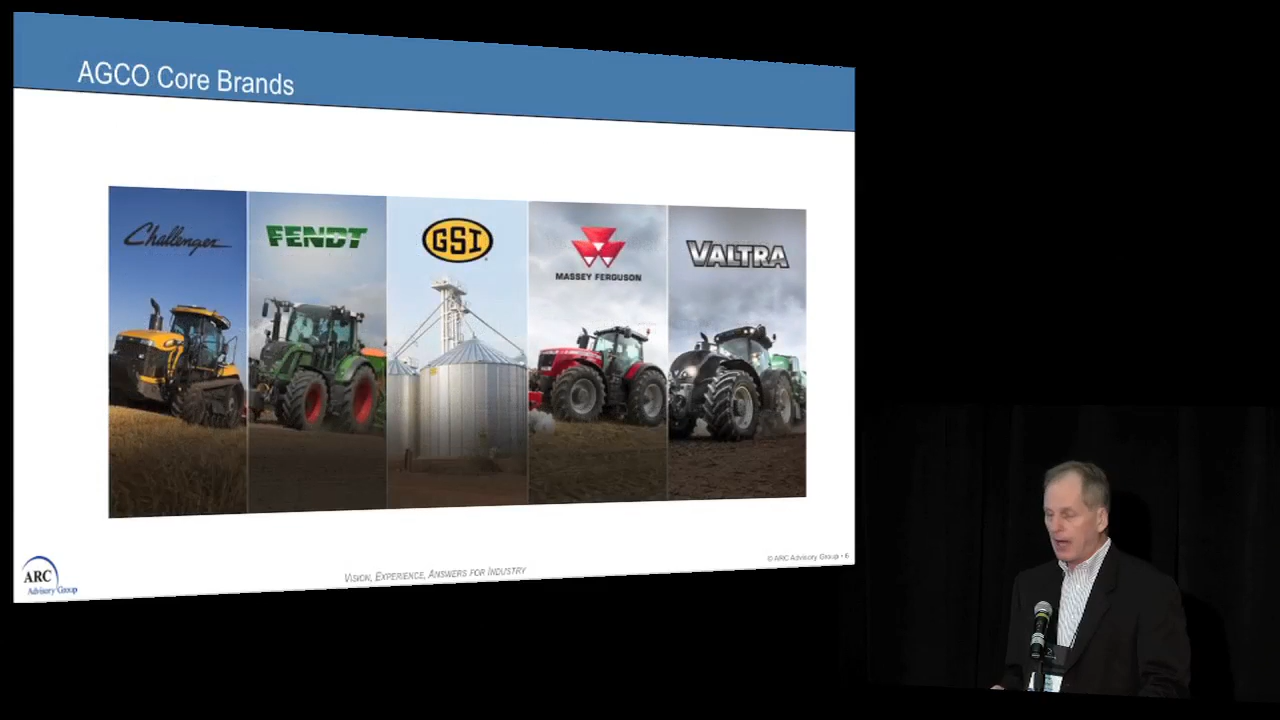 AGCO Core Brands
Challenger
FENDT
GSI
MASSEY FERGUSON
VALTRA
ARC
Advisory Group
VISION, EXPERIENCE, ANSWERS FOR INDUSTRY
© ARC Advisory Group • 6